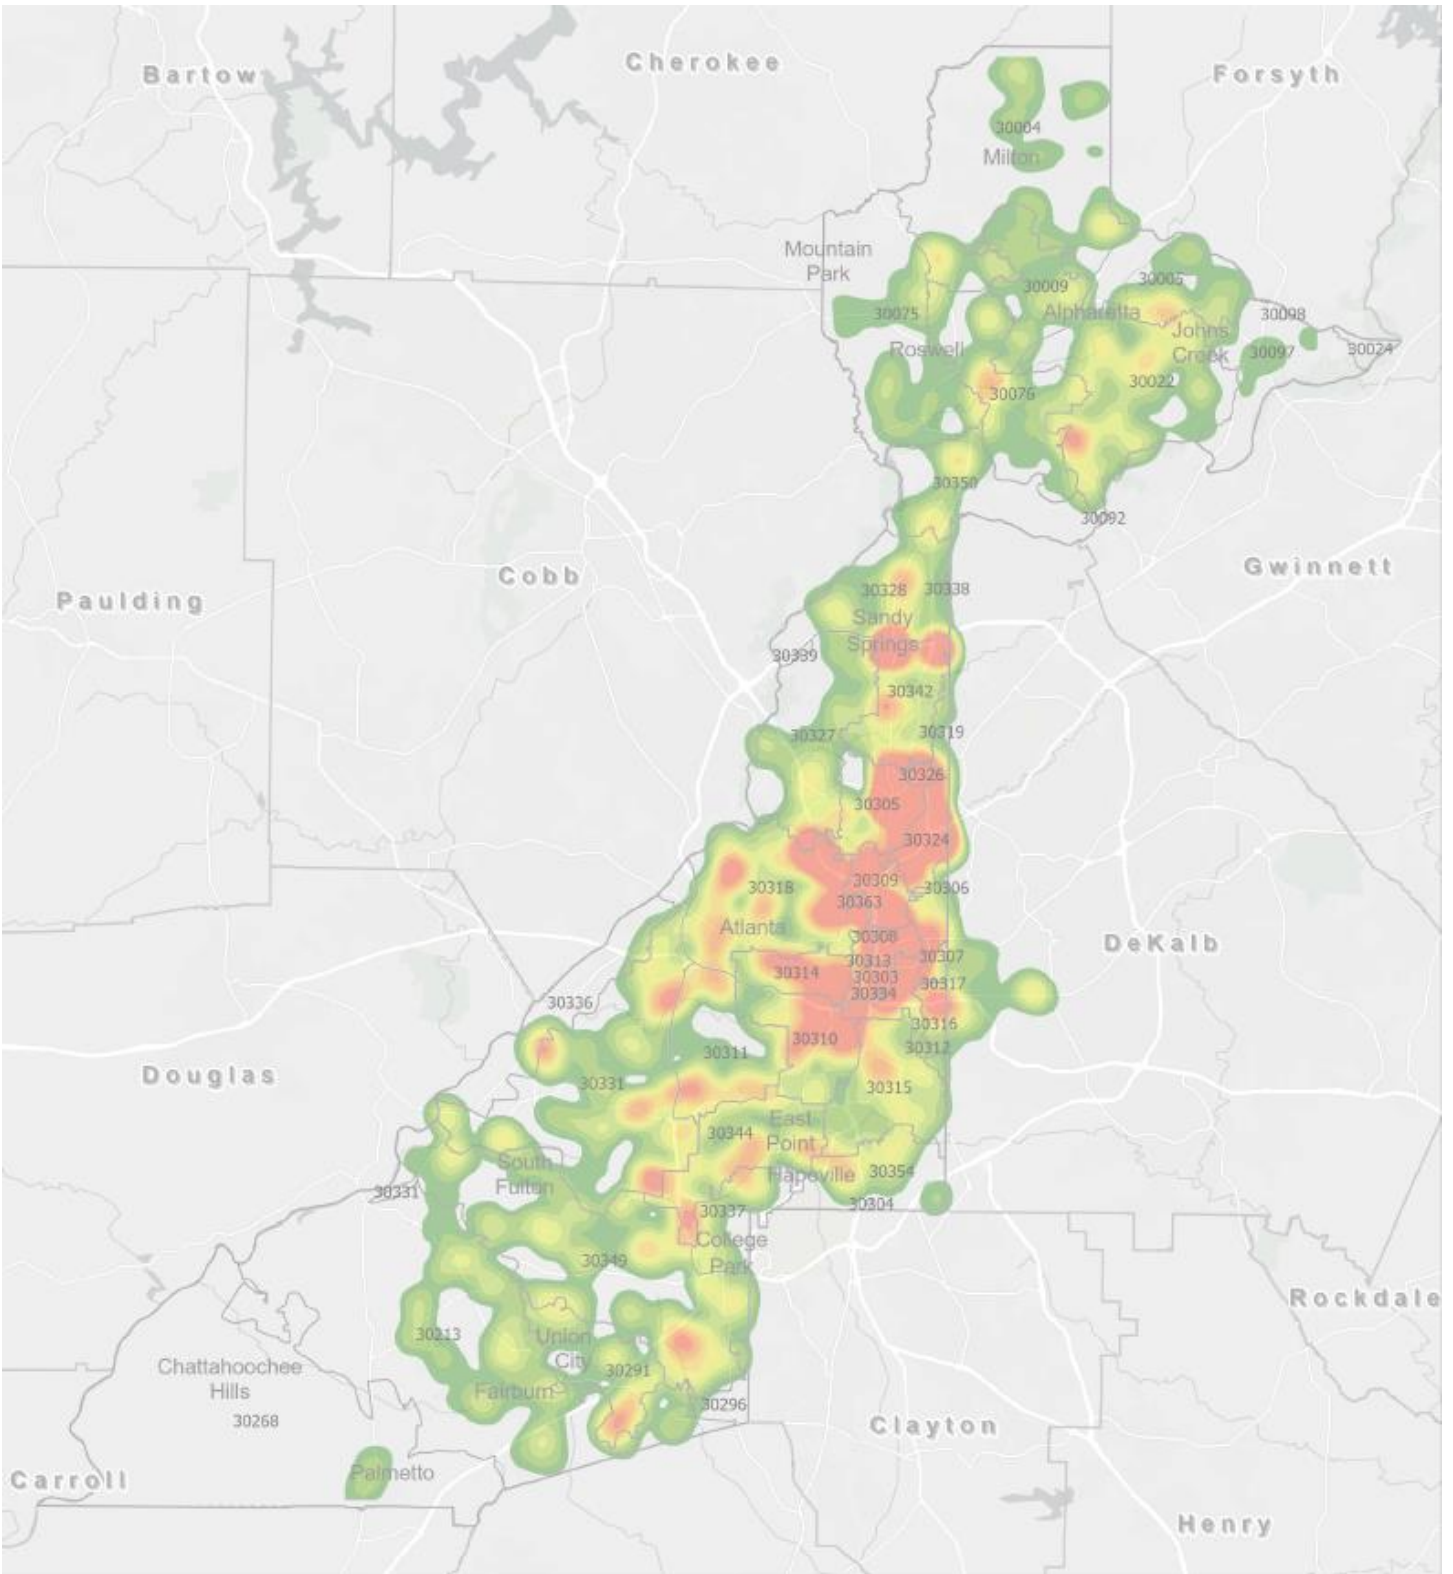 Cherokee
Bartow
Forsyth
30004
Milton
Mountain
Park
30005
30009
Alpharetta
30075
30098
Johns
Creek
Roswell
30097
30024
30022
30076
30350
30092
Gwinnett
Cobb
30328
30338
Paulding
Sandy
Springs
30339
30342
30327
30319
30326
30305
30324
30309
30318
30306
30363
Atlanta
30308
DeKalb
30307
30313
30314
30303
30317
30334
30336
30316
30310
30312
30311
Douglas
30331
30315
East
Point
30344
South
Fulton
30354
Hapeville
30331
30304
30337
College
Park
30349
Rockdale
30213
Union
City
Chattahoochee
Hills
30291
Fairburn
30296
30268
Clayton
Palmetto
Carroll
Henry